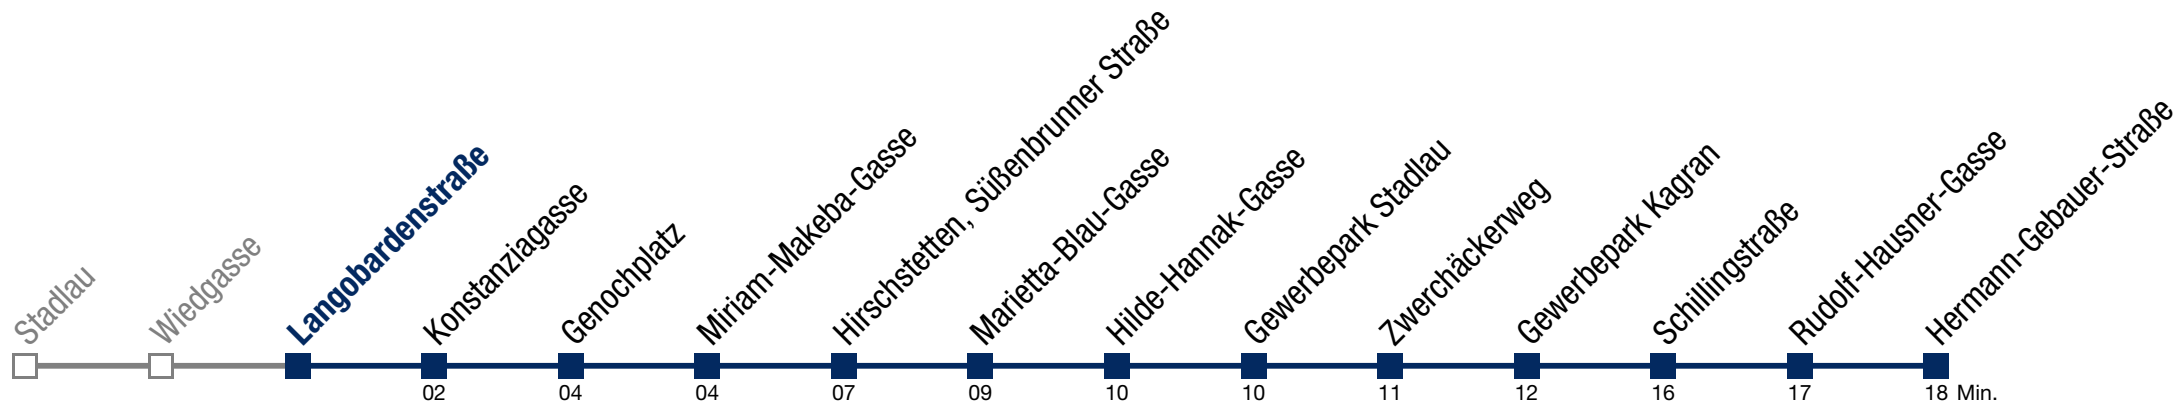 Stadlau
Wiedgasse
Langobardenstraße
Konstanziagasse
Genochplatz
Miriam-Makeba-Gasse
Hirschstetten, Süßenbrunner Straße
Marietta-Blau-Gasse
Hilde-Hannak-Gasse
Gewerbepark Stadlau
Zwerchäckerweg
Gewerbepark Kagran
Schillingstraße
Rudolf-Hausner-Gasse
Hermann-Gebauer-Straße
02 04 04 07 09 10 10 11 12 16 17 18 Min.